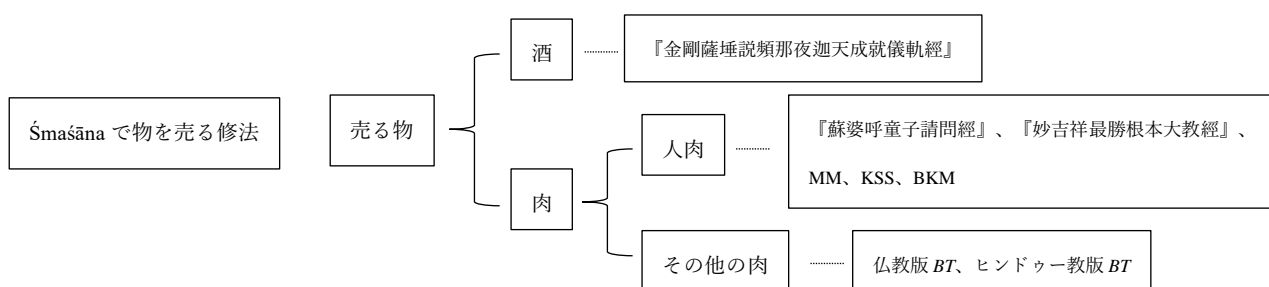 Śmaśāna で物を売る修法
売る物
酒
『金剛薩埵説頻那夜迦天成就儀軌經』
肉
人肉
『蘇婆呼童子請問經』、『妙吉祥最勝根本大教經』、
MM、KSS、BKM
その他の肉
仏教版 BT、ヒンドゥー教版 BT